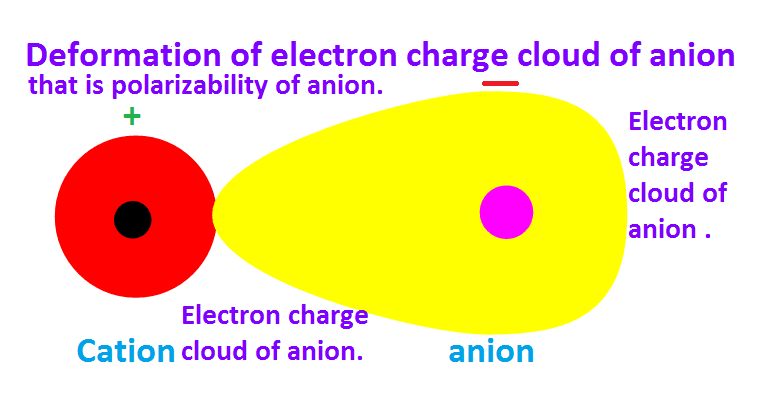 Deformation of electron charge cloud of anion
that is polarizability of anion.
+
Electron
charge
cloud of
anion .
Electron charge
cloud of anion.
Cation
anion